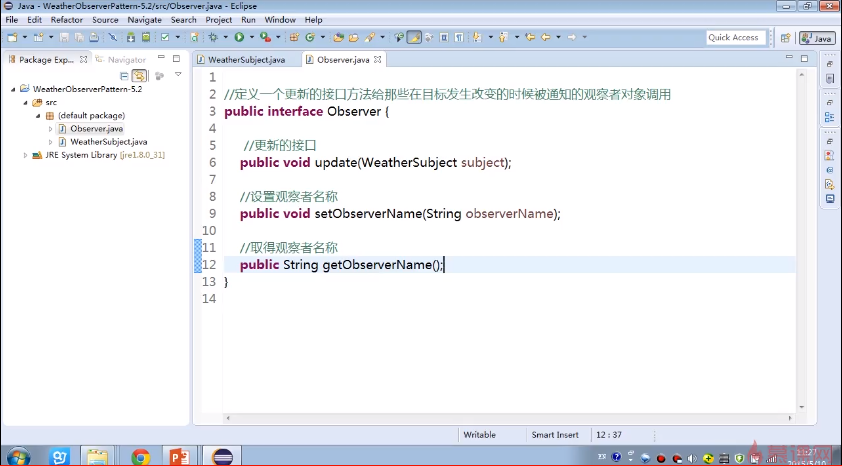 Java - WeatherObserverPattern-5.2/src/Observer.java - Eclipse
File Edit Refactor Source Navigate Search Project Run Window Help
Quick Access
Java
Package Exp...
Navigator
WeatherSubject.java
Observer.java
WeatherObserverPattern-5.2
src
(default package)
Observer.java
WeatherSubject.java
JRE System Library [jre1.8.0_31]
1
2 //定义一个更新的接口方法给那些在目标发生改变的时候被通知的观察者对象调用
3 public interface Observer {
4
5 //更新的接口
6 public void update(WeatherSubject subject);
7
8 //设置观察者名称
9 public void setObserverName(String observerName);
10
11 //取得观察者名称
12 public String getObserverName();
13 }
14
Writable
Smart Insert
12 : 37